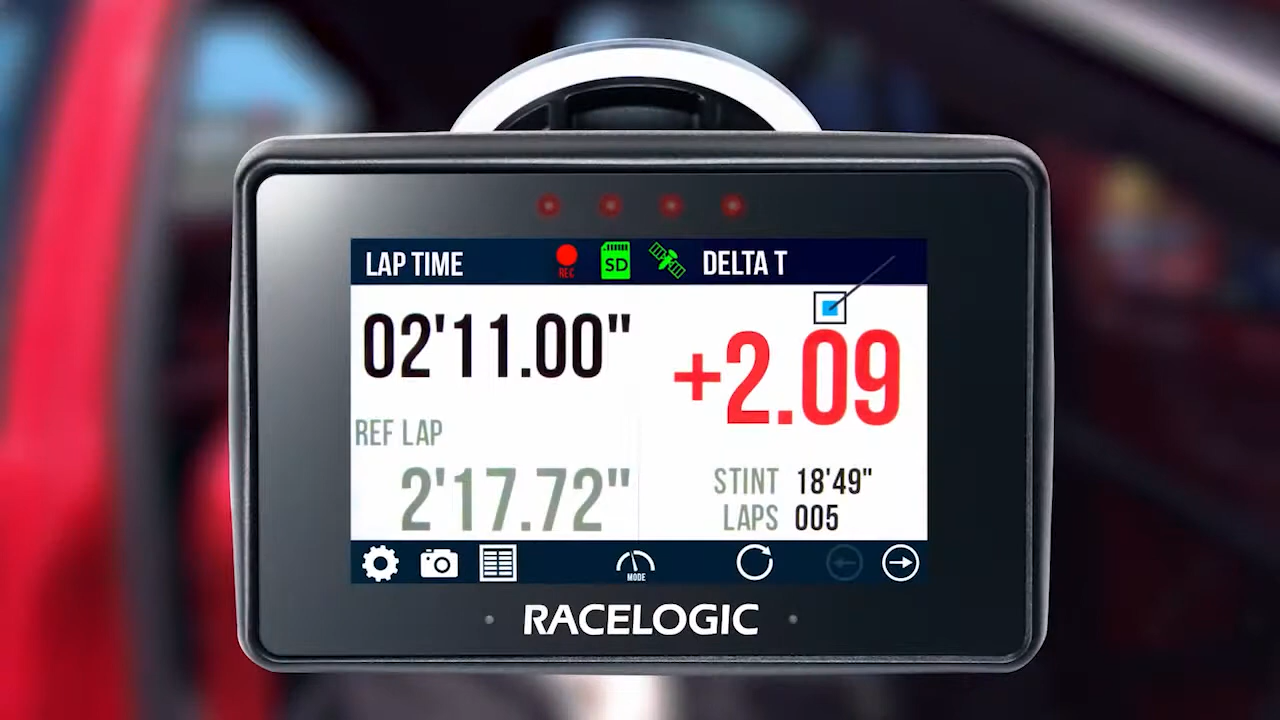 LAP TIME
REC
SD
DELTA T
02'11.00"
+2.09
REF LAP
2'17.72"
STINT 18'49"
LAPS 005
MODE
RACELOGIC